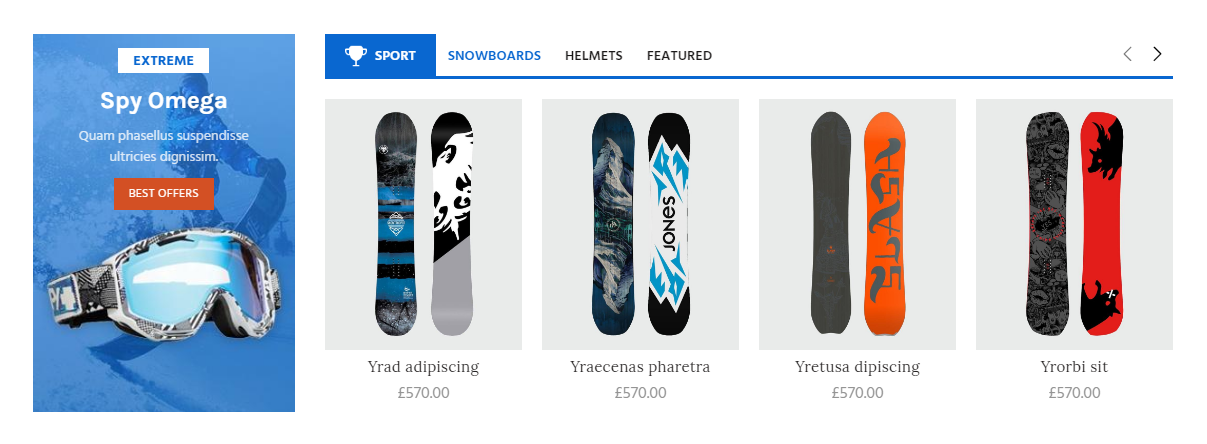 EXTREME
Spy Omega
Quam phasellus suspendisse
ultricies dignissim.
BEST OFFERS
SPORT SNOWBOARDS HELMETS FEATURED
JONES
Yrad adipiscing
£570.00
Yraecenas pharetra
£570.00
Yretusa dipiscing
£570.00
Yrorbi sit
£570.00